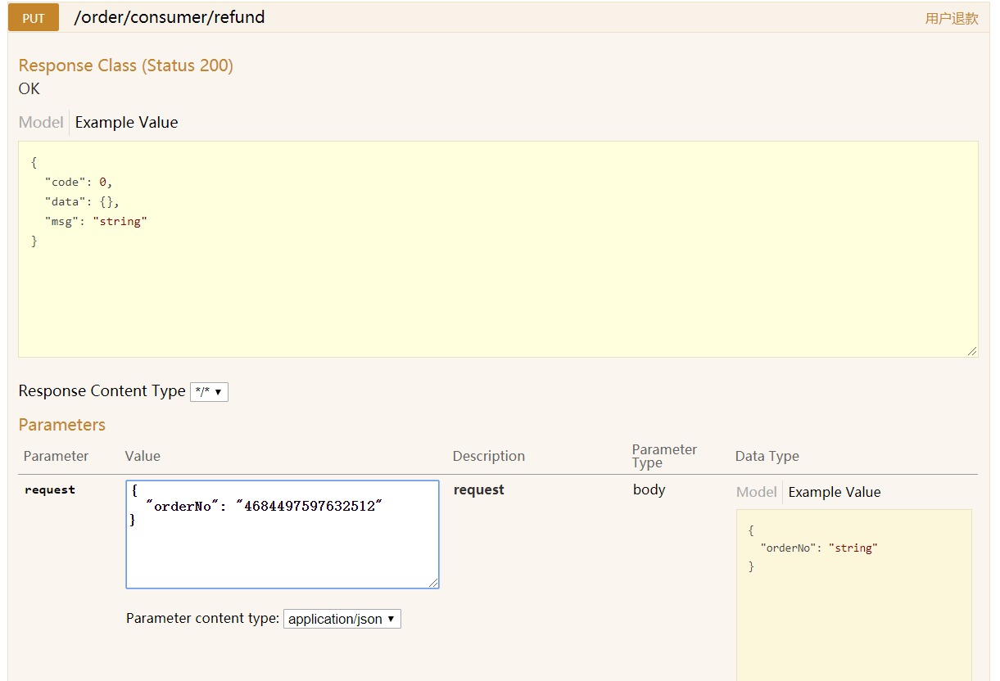 PUT /order/consumer/refund 用户退款
Response Class (Status 200)
OK
Model Example Value
{
"code": 0,
"data": {},
"msg": "string"
}
Response Content Type */*
Parameters
Parameter Value Description Parameter Type Data Type
request
{
"orderNo": "4684497597632512"
}
Parameter content type: application/json
request
body
Model Example Value
{
"orderNo": "string"
}